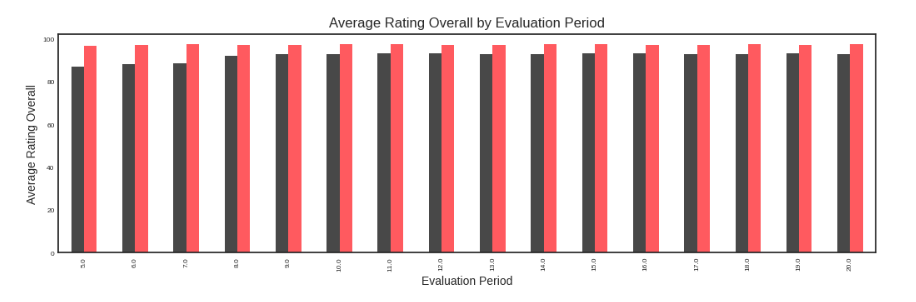 Average Rating Overall by Evaluation Period
100
80
60
40
20
0
Average Rating Overall
5.0 6.0 7.0 8.0 9.0 10.0 11.0 12.0 13.0 14.0 15.0 16.0 17.0 18.0 19.0 20.0
Evaluation Period